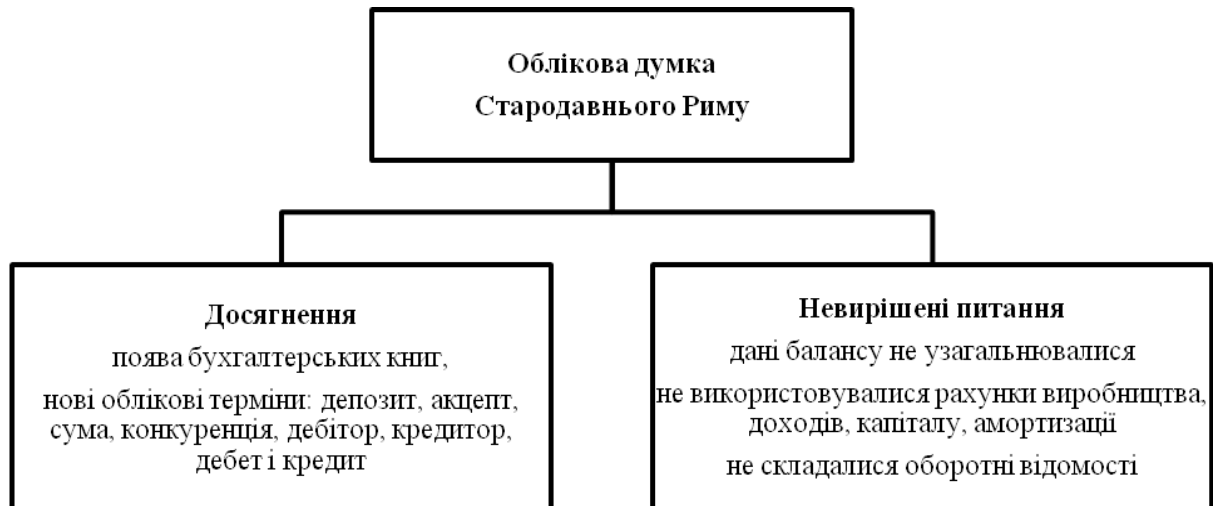 Облікова думка
Стародавнього Риму
Досягнення
поява бухгалтерських книг,
нові облікові терміни: депозит, акцепт,
сума, конкуренція, дебітор, кредитор,
дебет і кредит
Невирішені питання
дані балансу не узагальнювалися
не використовувалися рахунки виробництва,
доходів, капіталу, амортизації
не складалися оборотні відомості